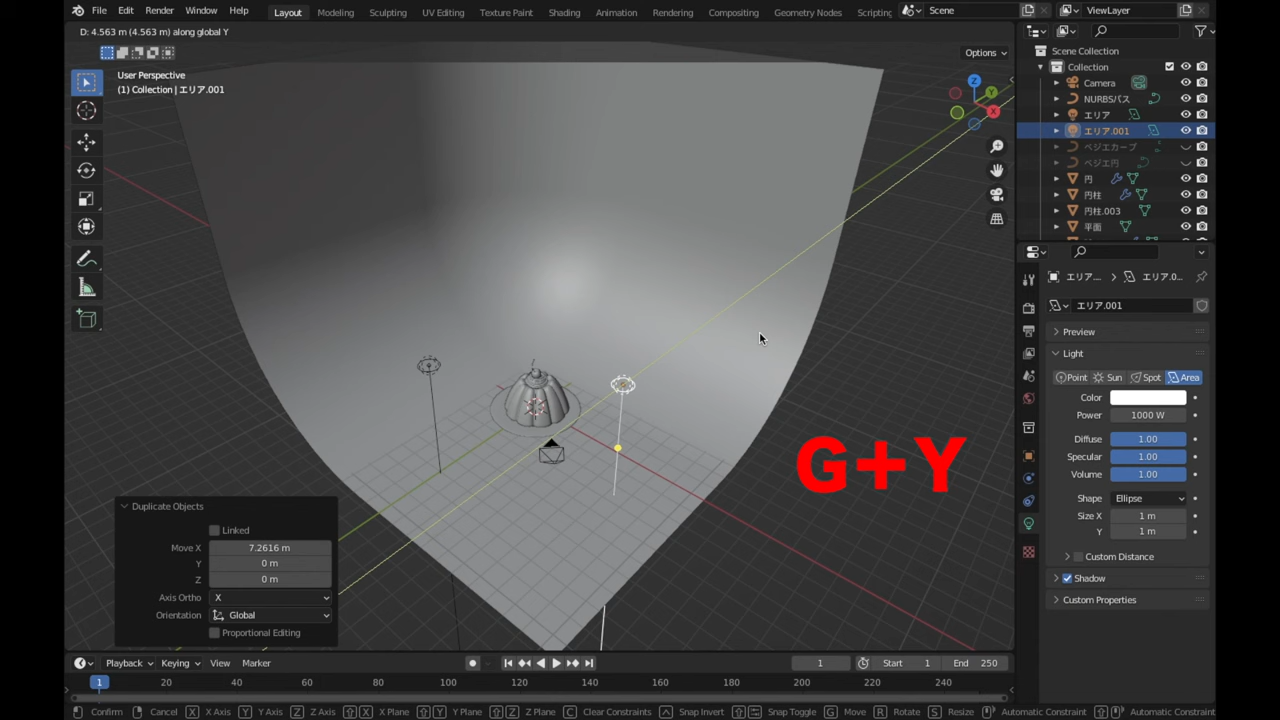 File Edit Render Window Help Layout Modeling Sculpting UV Editing Texture Paint Shading Animation Rendering Compositing Geometry Nodes Scripting Scene ViewLayer
D: 4.563 m (4.563 m) along global Y
Options
User Perspective
(1) Collection | エリア.001
Z
Y
X
Scene Collection
Collection
Camera
NURBSパス
エリア
エリア.001
ベジエカーブ
ベジエ円
円
円柱
円柱.003
平面
エリア... エリア.0...
エリア.001
Preview
Light
Point Sun Spot Area
Color
Power 1000 W
Diffuse 1.00
Specular 1.00
Volume 1.00
Shape Ellipse
Size X 1 m
Y 1 m
Custom Distance
Shadow
Custom Properties
G+Y
Duplicate Objects
Linked
Move X 7.2616 m
Y 0 m
Z 0 m
Axis Ortho X
Orientation Global
Proportional Editing
Playback Keying View Marker 1 Start 1 End 250
1 20 40 60 80 100 120 140 160 180 200 220 240
Confirm Cancel X X Axis Y Y Axis Z Z Axis X X Plane Y Y Plane Z Z Plane C Clear Constraints Snap Invert Snap Toggle G Move R Rotate S Resize Automatic Constraint Automatic Constraint